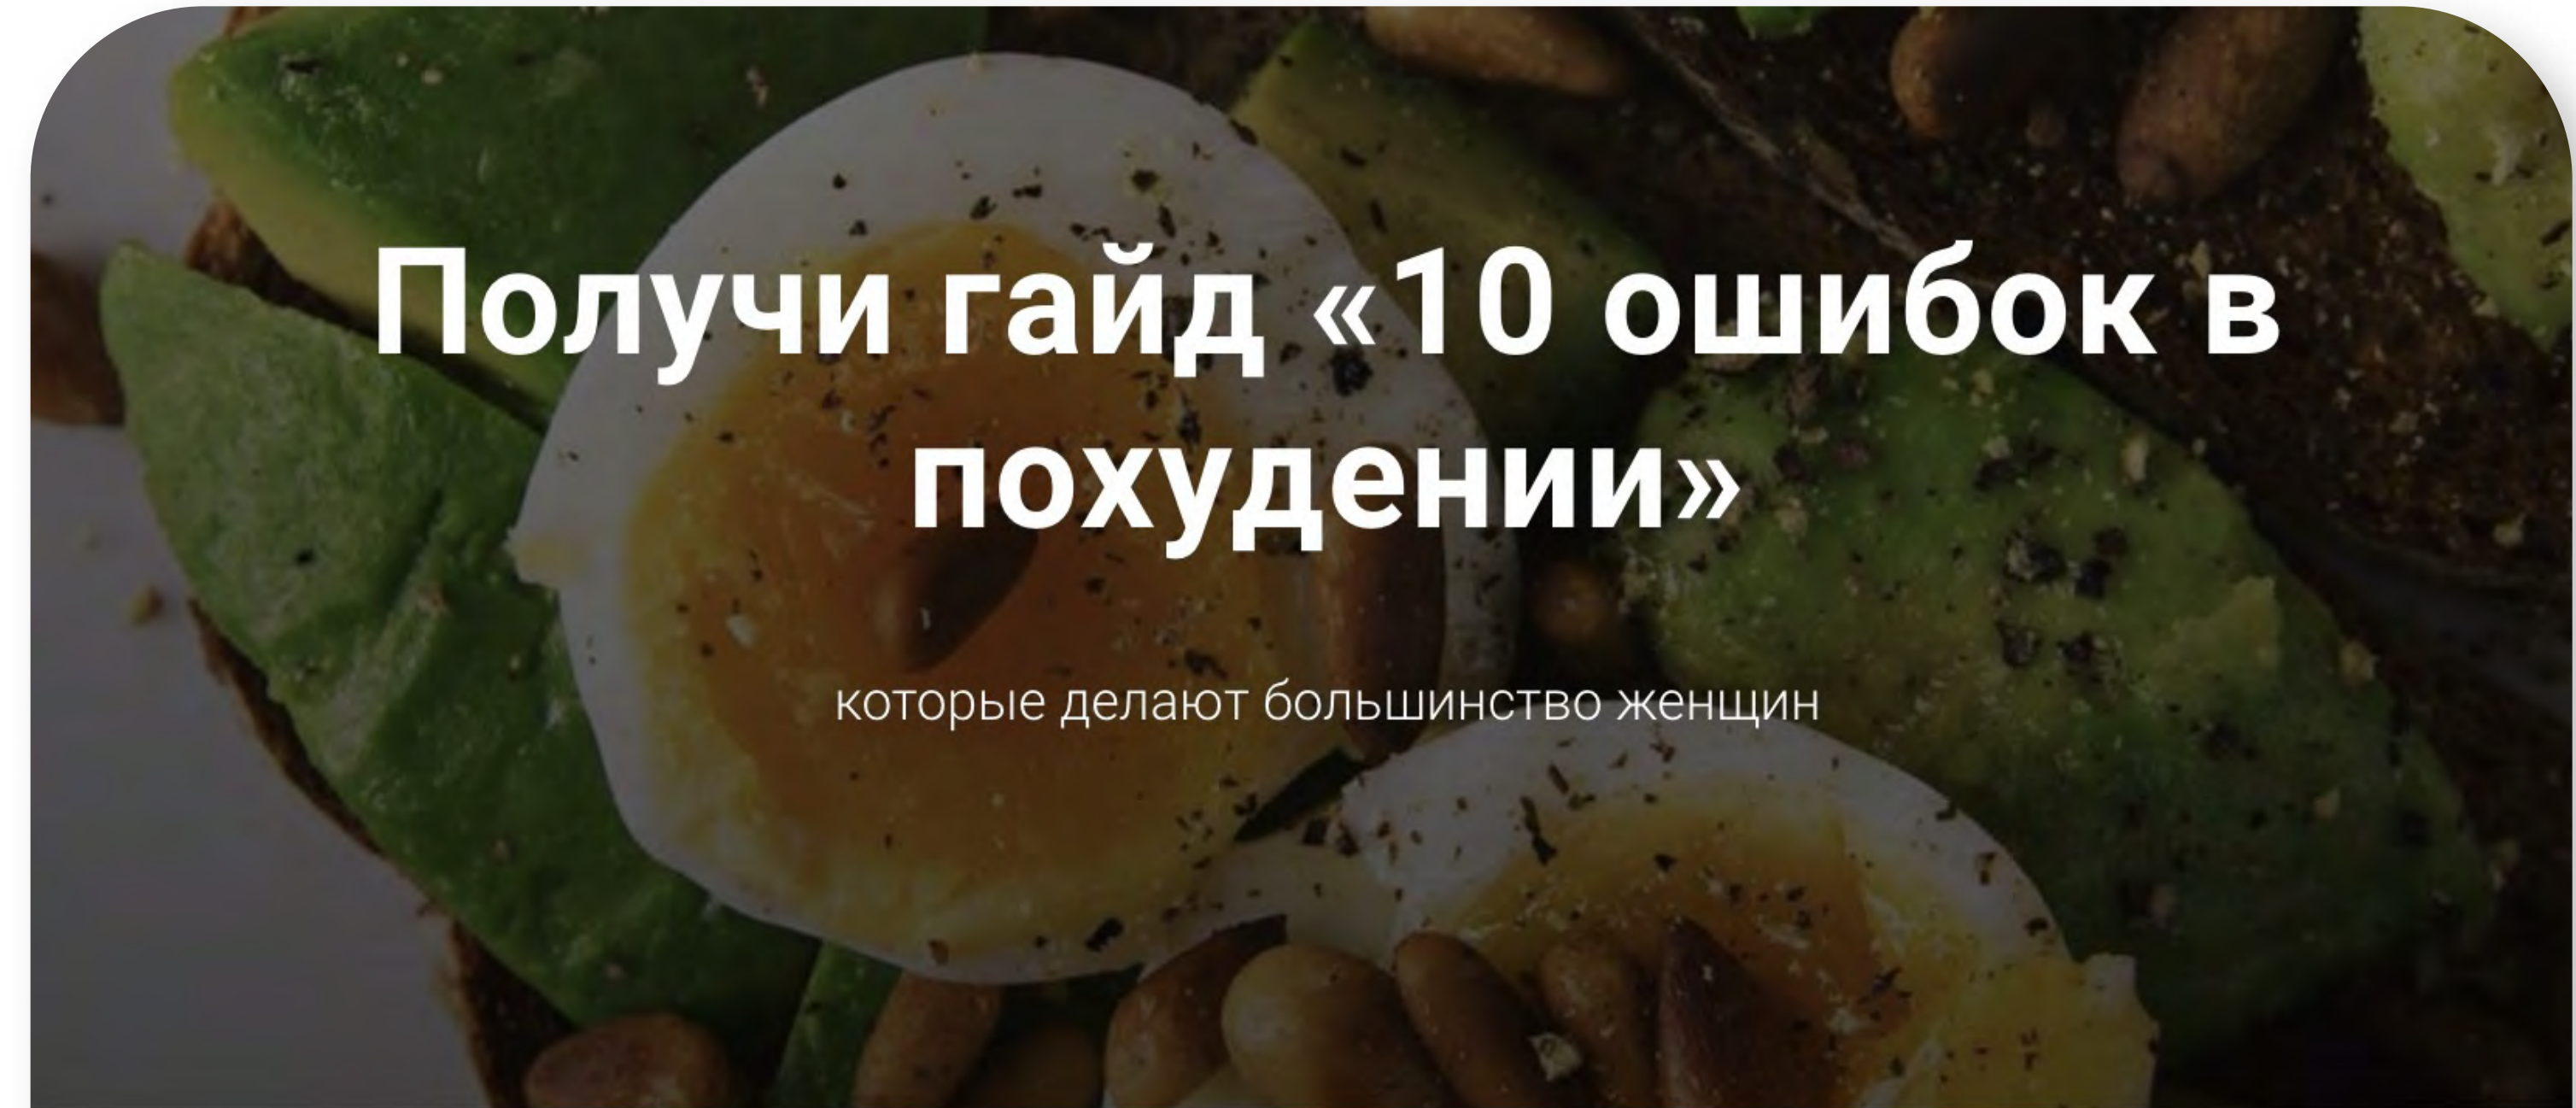 Получи гайд «10 ошибок в
похудении»
которые делают большинство женщин